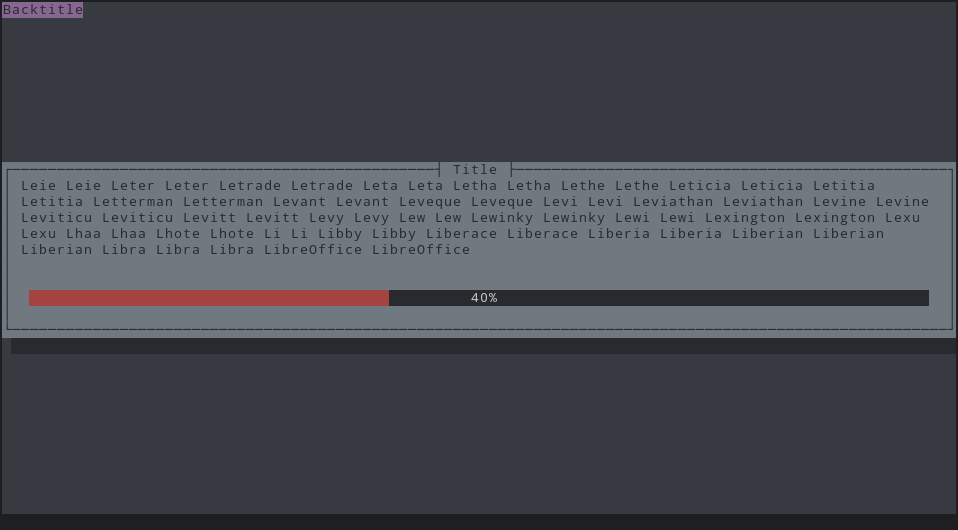 Backtitle
Title
Leie Leie Leter Leter Letrade Letrade Leta Leta Letha Letha Lethe Lethe Leticia Leticia Letitia
Letitia Letterman Letterman Levant Levant Leveque Leveque Levi Levi Leviathan Leviathan Levine Levine
Leviticu Leviticu Levitt Levitt Levy Levy Lew Lew Lewinky Lewinky Lewi Lewi Lexington Lexington Lexu
Lexu Lhaa Lhaa Lhote Lhote Li Li Libby Libby Liberace Liberace Liberia Liberia Liberian Liberian
Liberian Libra Libra Libra LibreOffice LibreOffice
40%